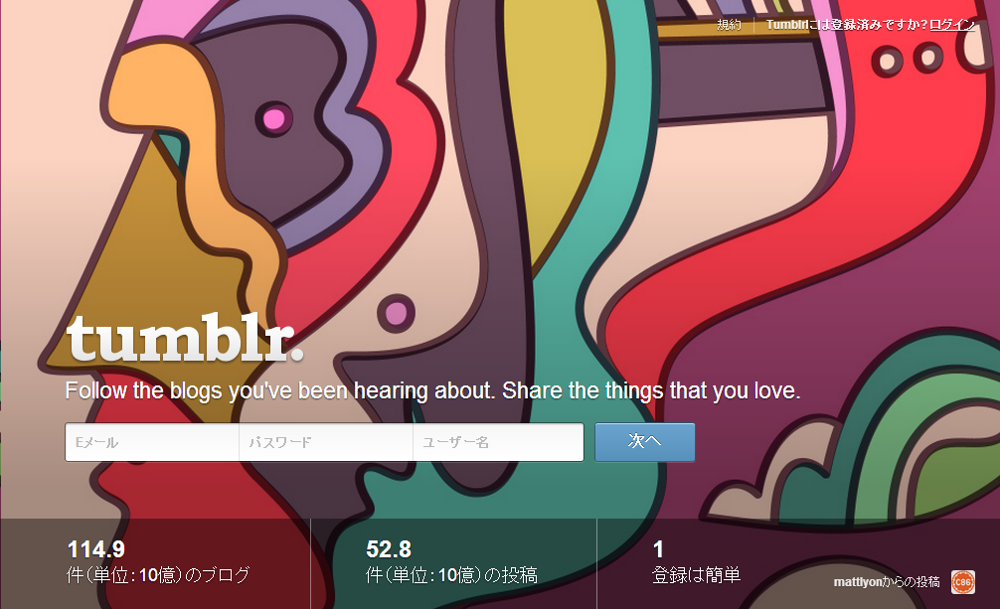 規約 Tumblrには登録済みですか?ログイン
tumblr.
Follow the blogs you've been hearing about. Share the things that you love.
Eメール パスワード ユーザー名 次へ
114.9 52.8 1
件(単位:10億)のブログ 件(単位:10億)の投稿 登録は簡単
mattlyonからの投稿 C86